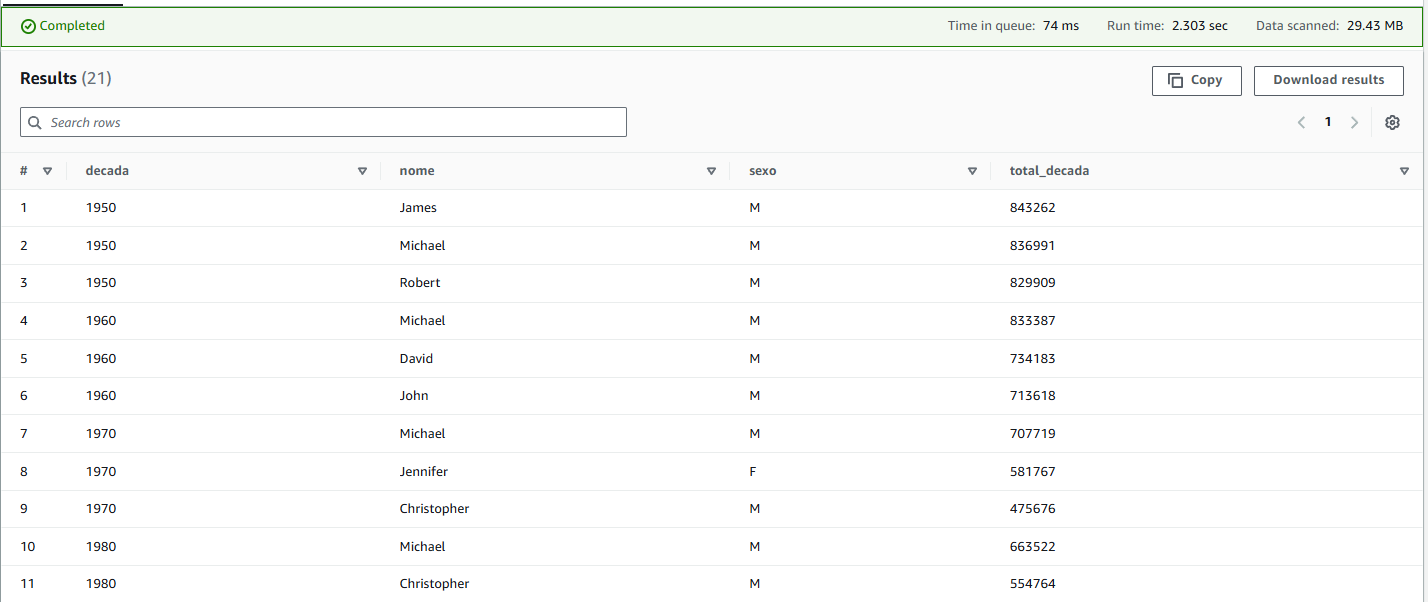 Completed Time in queue: 74 ms Run time: 2.303 sec Data scanned: 29.43 MB
Results (21) Copy Download results
Search rows 1
# decada nome sexo total_decada
1 1950 James M 843262
2 1950 Michael M 836991
3 1950 Robert M 829909
4 1960 Michael M 833387
5 1960 David M 734183
6 1960 John M 713618
7 1970 Michael M 707719
8 1970 Jennifer F 581767
9 1970 Christopher M 475676
10 1980 Michael M 663522
11 1980 Christopher M 554764